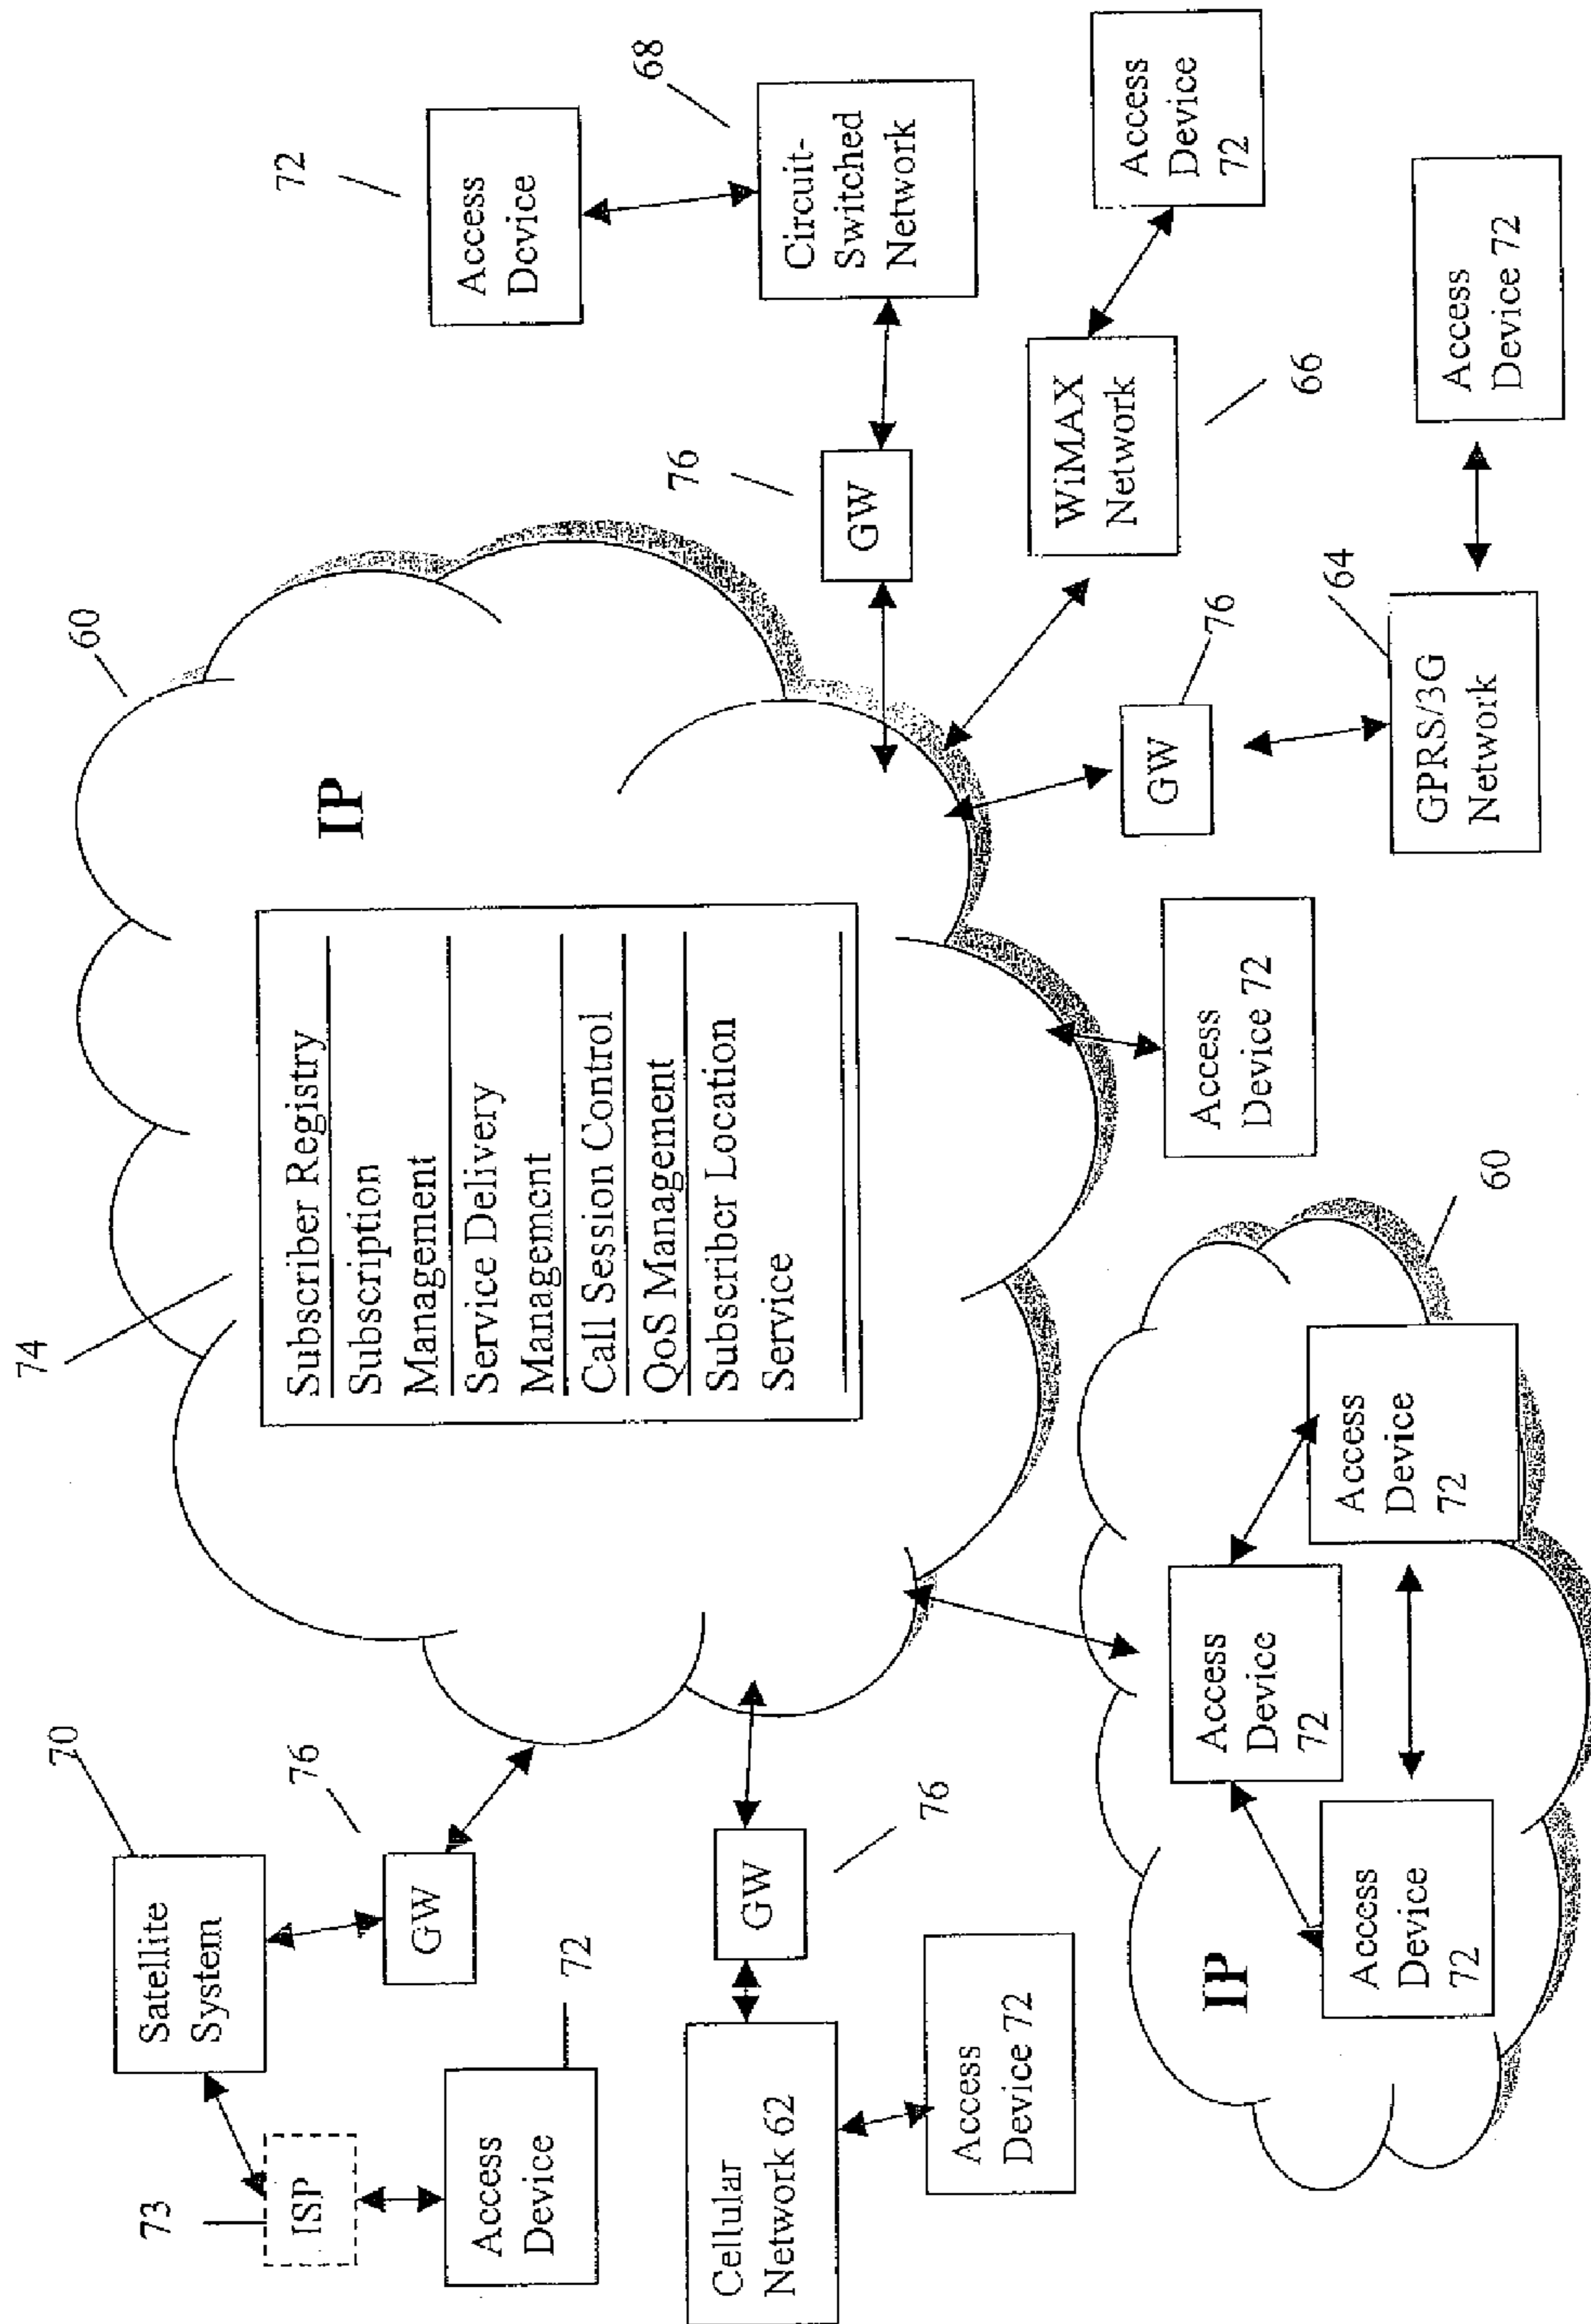 73
ISP
Access
Device
72
Satellite
System
70
GW
76
74
60
IP
Subscriber Registry
Subscription
Management
Service Delivery
Management
Call Session Control
QoS Management
Subscriber Location
Service
72
Access
Device
68
Circuit-
Switched
Network
76
GW
Cellular
Network 62
GW
76
Access
Device 72
WiMAX
Network
66
Access
Device
72
GW
76
64
GPRS/3G
Network
Access
Device 72
Access
Device 72
IP
60
Access
Device
72
Access
Device
72
Access
Device
72